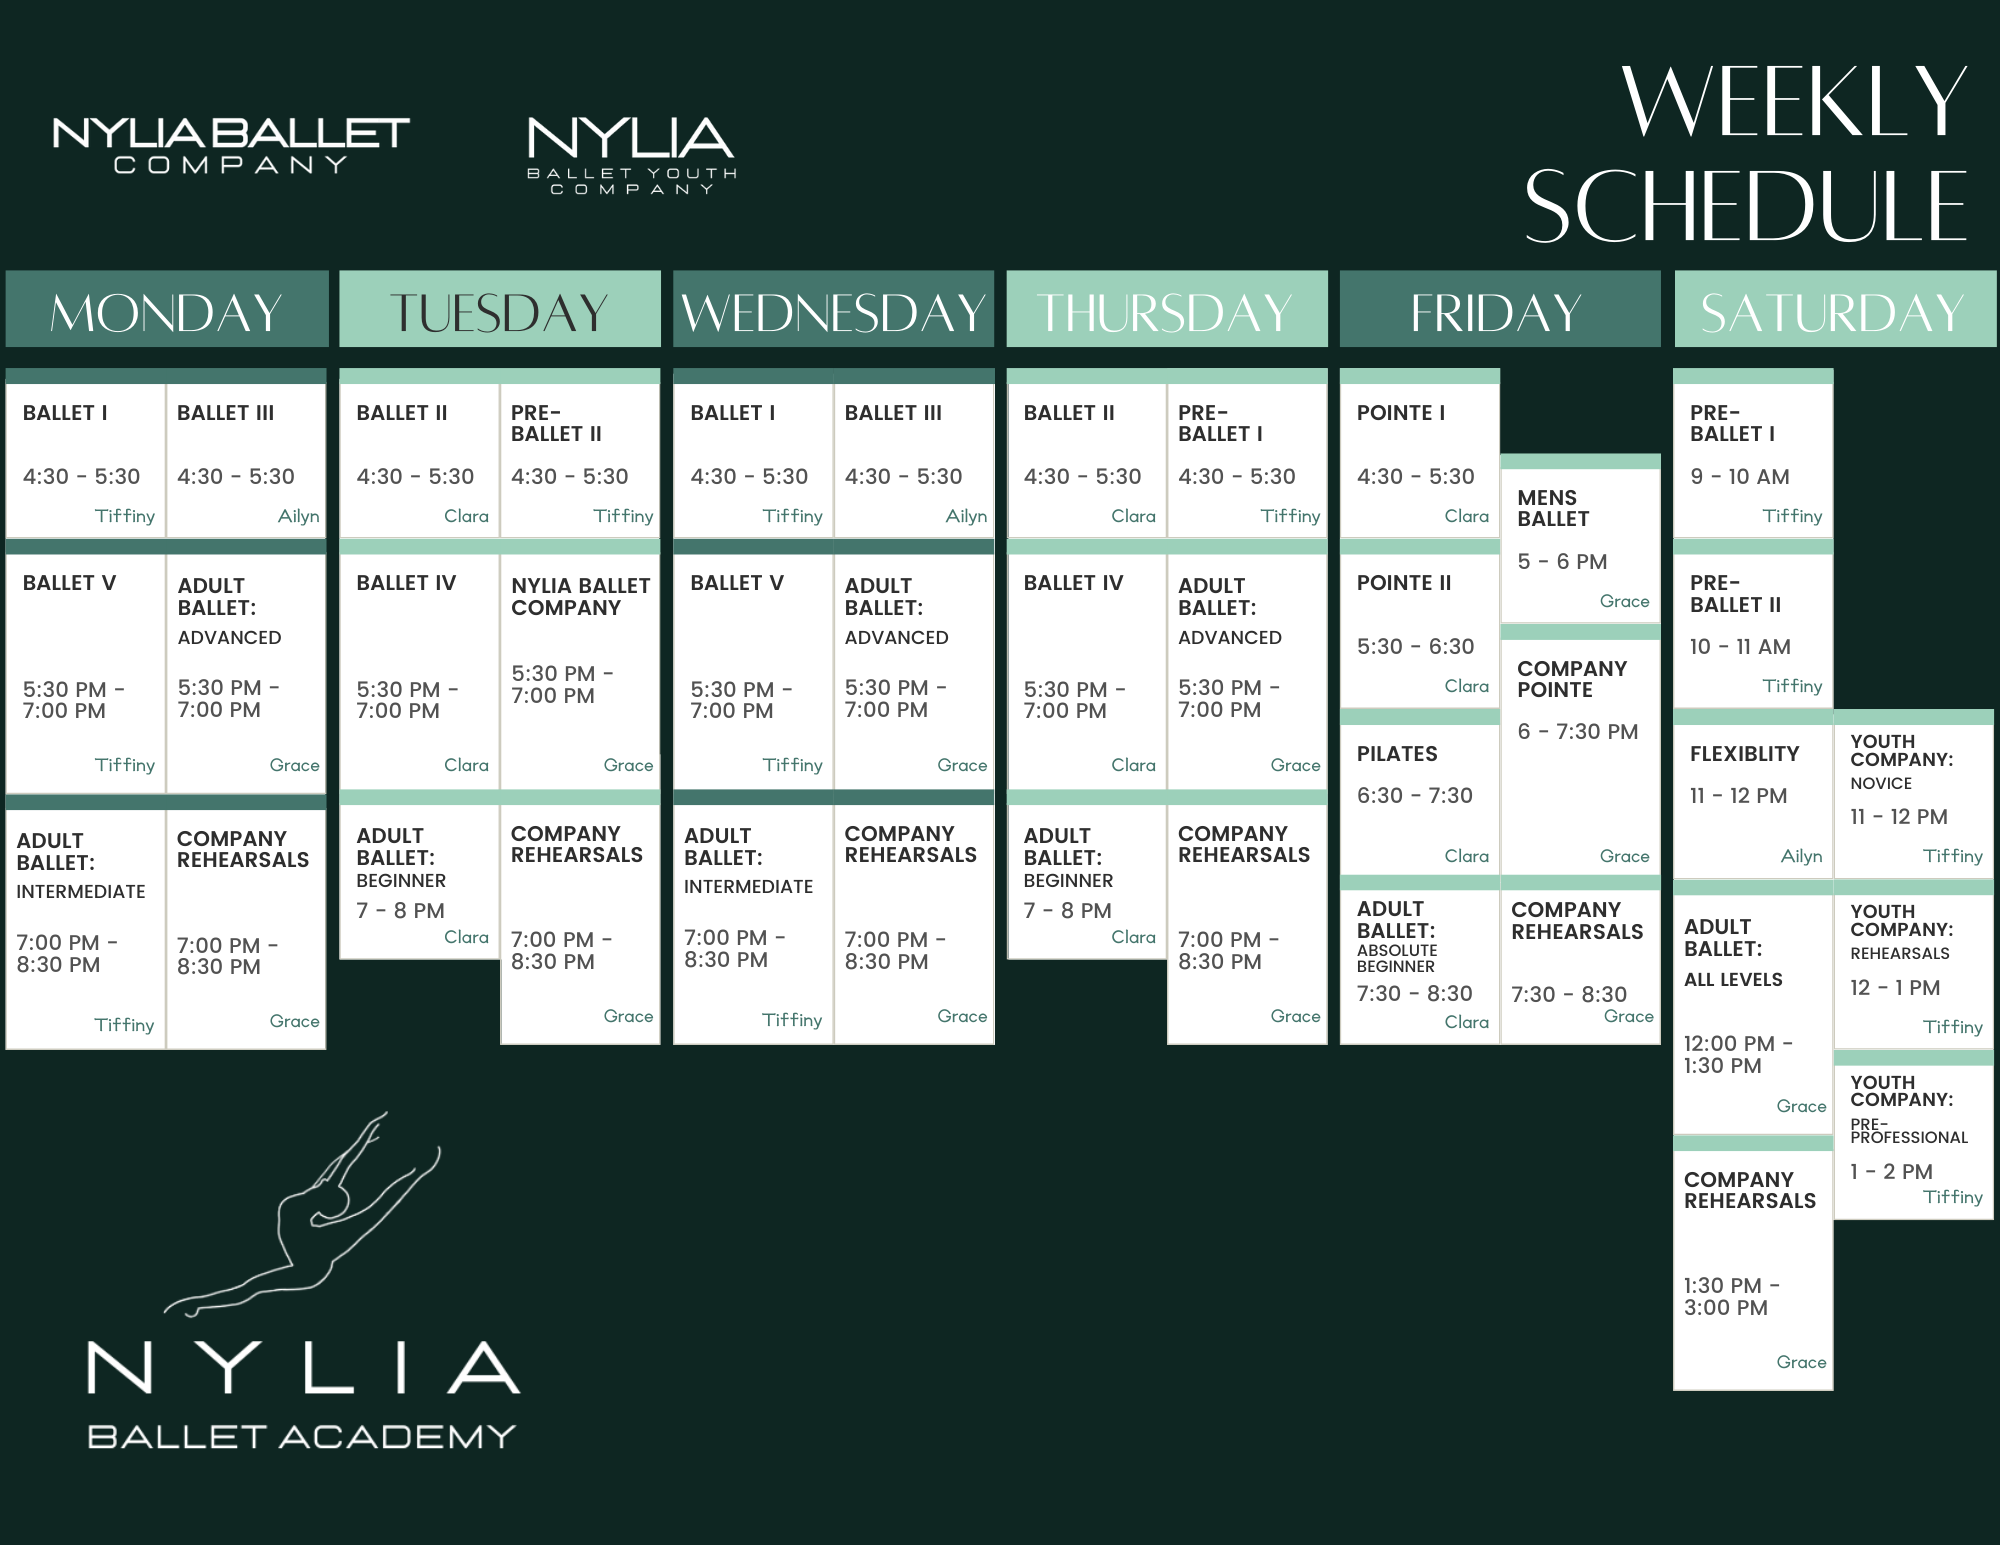 NYLIA BALLET
COMPANY
NYLIA
BALLET YOUTH
COMPANY
WEEKLY
SCHEDULE
MONDAY
BALLET I
4:30 - 5:30
Tiffiny
BALLET III
4:30 - 5:30
Ailyn
BALLET V
5:30 PM -
7:00 PM
Tiffiny
ADULT
BALLET:
ADVANCED
5:30 PM -
7:00 PM
Grace
ADULT
BALLET:
INTERMEDIATE
7:00 PM -
8:30 PM
Tiffiny
COMPANY
REHEARSALS
7:00 PM -
8:30 PM
Grace
TUESDAY
BALLET II
4:30 - 5:30
Clara
PRE-
BALLET II
4:30 - 5:30
Tiffiny
BALLET IV
5:30 PM -
7:00 PM
Clara
NYLIA BALLET
COMPANY
5:30 PM -
7:00 PM
Grace
ADULT
BALLET:
BEGINNER
7 - 8 PM
Clara
COMPANY
REHEARSALS
7:00 PM -
8:30 PM
Grace
WEDNESDAY
BALLET I
4:30 - 5:30
Tiffiny
BALLET III
4:30 - 5:30
Ailyn
BALLET V
5:30 PM -
7:00 PM
Tiffiny
ADULT
BALLET:
ADVANCED
5:30 PM -
7:00 PM
Grace
ADULT
BALLET:
INTERMEDIATE
7:00 PM -
8:30 PM
Tiffiny
COMPANY
REHEARSALS
7:00 PM -
8:30 PM
Grace
THURSDAY
BALLET II
4:30 - 5:30
Clara
PRE-
BALLET I
4:30 - 5:30
Tiffiny
BALLET IV
5:30 PM -
7:00 PM
Clara
ADULT
BALLET:
ADVANCED
5:30 PM -
7:00 PM
Grace
ADULT
BALLET:
BEGINNER
7 - 8 PM
Clara
COMPANY
REHEARSALS
7:00 PM -
8:30 PM
Grace
FRIDAY
POINTE I
4:30 - 5:30
Clara
MENS
BALLET
5 - 6 PM
Grace
POINTE II
5:30 - 6:30
Clara
COMPANY
POINTE
6 - 7:30 PM
Grace
PILATES
6:30 - 7:30
Clara
ADULT
BALLET:
ABSOLUTE
BEGINNER
7:30 - 8:30
Clara
COMPANY
REHEARSALS
7:30 - 8:30
Grace
SATURDAY
PRE-
BALLET I
9 - 10 AM
Tiffiny
PRE-
BALLET II
10 - 11 AM
Tiffiny
FLEXIBLITY
11 - 12 PM
Ailyn
YOUTH
COMPANY:
NOVICE
11 - 12 PM
Tiffiny
ADULT
BALLET:
ALL LEVELS
12:00 PM -
1:30 PM
Grace
YOUTH
COMPANY:
REHEARSALS
12 - 1 PM
Tiffiny
YOUTH
COMPANY:
PRE-
PROFESSIONAL
1 - 2 PM
Tiffiny
COMPANY
REHEARSALS
1:30 PM -
3:00 PM
Grace
NYLIA
BALLET ACADEMY